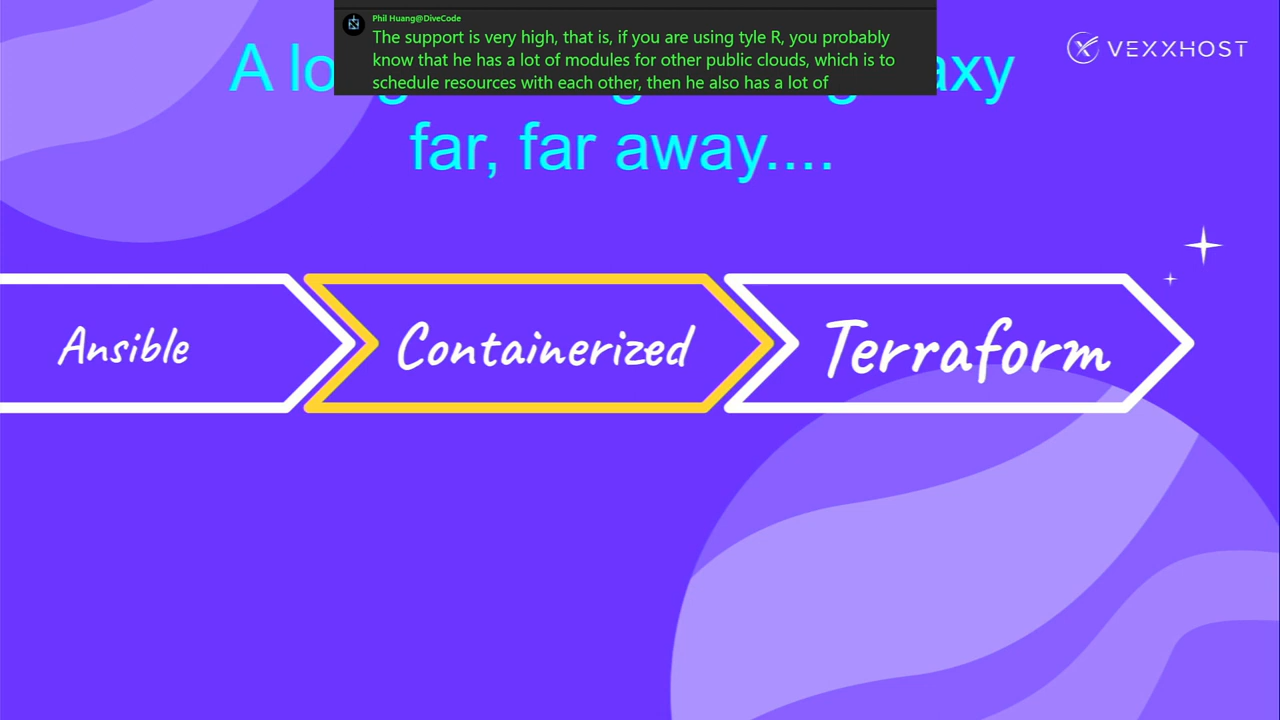 Phil Huang@DiveCode
The support is very high, that is, if you are using tyle R, you probably
know that he has a lot of modules for other public clouds, which is to
schedule resources with each other, then he also has a lot of
VEXXHOST
A
far, far away....
Ansible
Containerized
Terraform